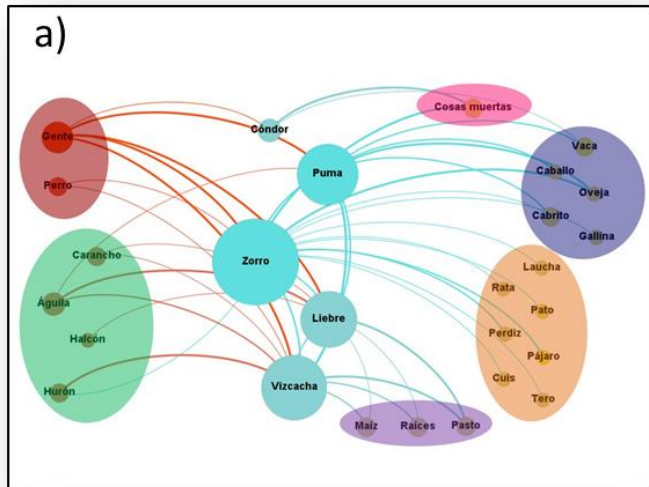 a)
Gente
Perro
Cóndor
Cosas muertas
Puma
Vaca
Caballo
Oveja
Cabrito
Gallina
Zorro
Carancho
Águila
Halcón
Hurón
Liebre
Vizcacha
Laucha
Rata
Pato
Perdiz
Pájaro
Cuis
Tero
Maíz
Raíces
Pasto